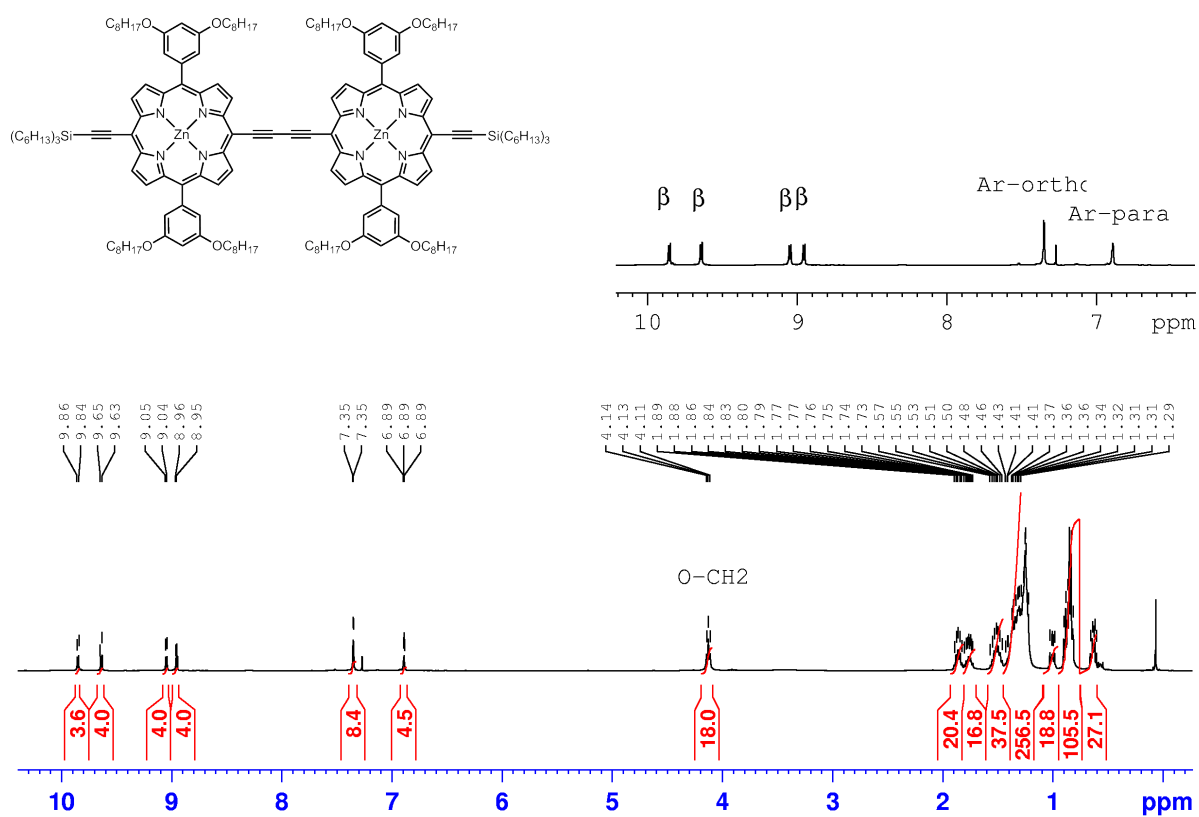 C8H17O OC8H17 C8H17O OC8H17
N N N N
(C6H13)3Si Zn Zn Si(C6H13)3
N N N N
C8H17O OC8H17 C8H17O OC8H17
β β β β Ar-ortho Ar-para
10 9 8 7 ppm
9.86 9.84 9.65 9.63 9.05 9.04 8.96 8.95 7.35 7.35 6.89 6.89 6.89 4.14 4.13 4.11 1.89 1.88 1.86 1.84 1.83 1.80 1.79 1.77 1.77 1.76 1.75 1.74 1.73 1.57 1.55 1.53 1.51 1.50 1.48 1.46 1.43 1.41 1.41 1.37 1.36 1.36 1.34 1.32 1.31 1.31 1.29
O-CH2
3.6 4.0 4.0 4.0 8.4 4.5 18.0 20.4 16.8 37.5 256.5 18.8 105.5 27.1
10 9 8 7 6 5 4 3 2 1 ppm